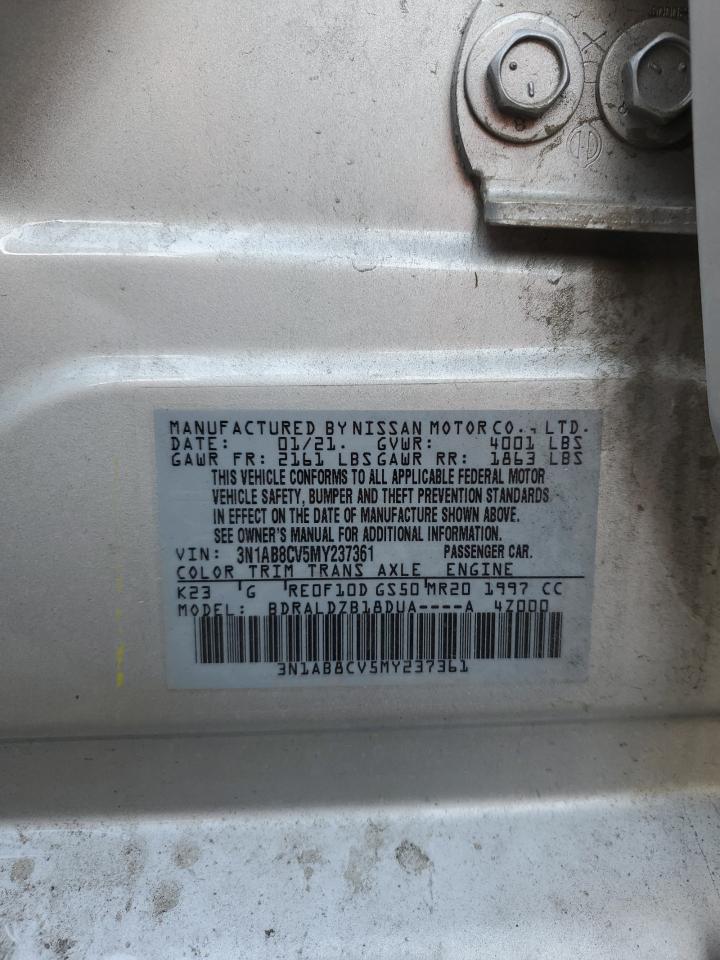 MANUFACTURED BY NISSAN MOTOR CO., LTD.
DATE: 01/21. GVWR: 4001 LBS
GAWR FR: 2161 LBS GAWR RR: 1863 LBS
THIS VEHICLE CONFORMS TO ALL APPLICABLE FEDERAL MOTOR
VEHICLE SAFETY, BUMPER AND THEFT PREVENTION STANDARDS
IN EFFECT ON THE DATE OF MANUFACTURE SHOWN ABOVE.
SEE OWNER'S MANUAL FOR ADDITIONAL INFORMATION.
VIN: 3N1AB8CV5MY237361 PASSENGER CAR.
COLOR TRIM TRANS AXLE ENGINE
K23 G RE0F10D GS50 MR20 1997 CC
MODEL: BDRALDZB18DUA----A 4Z000
3N1AB8CV5MY237361